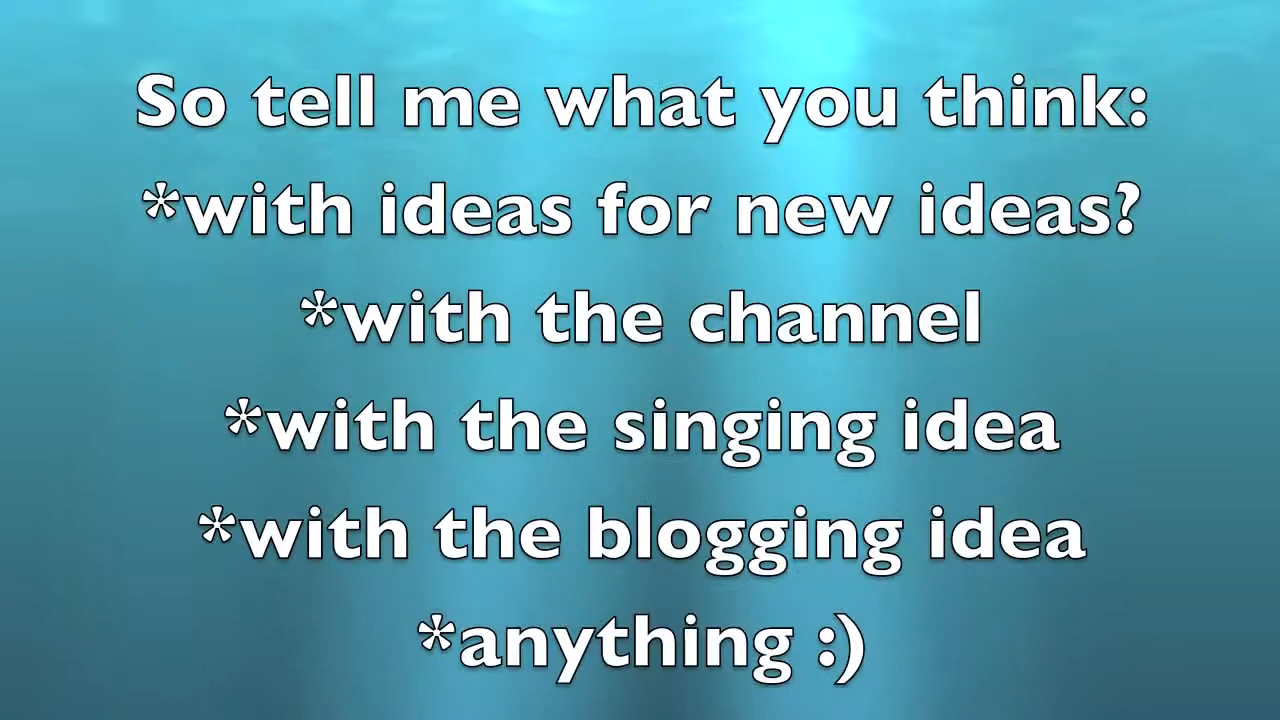 So tell me what you think:
*with ideas for new ideas?
*with the channel
*with the singing idea
*with the blogging idea
*anything :)